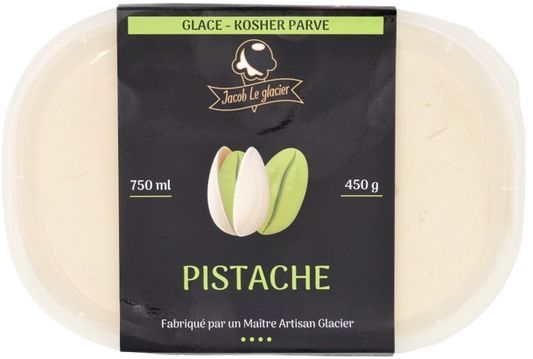 GLACE - KOSHER PARVE
Jacob Le glacier
750 ml
450 g
PISTACHE
Fabriqué par un Maître Artisan Glacier